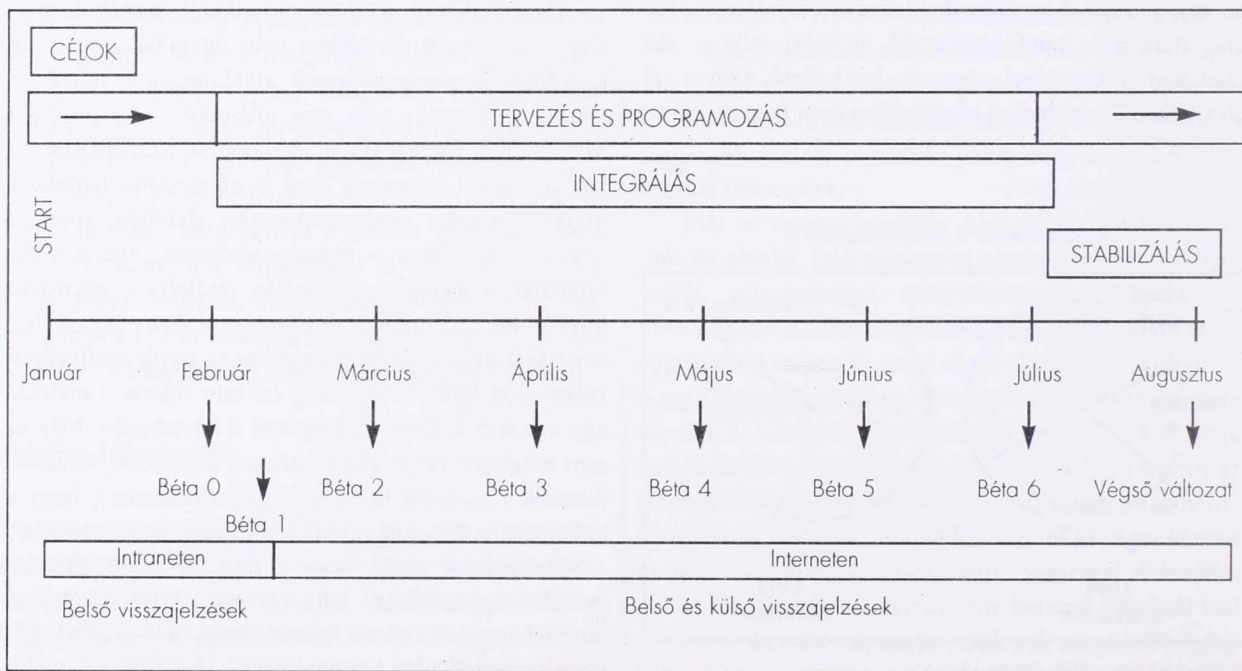 CÉLOK
TERVEZÉS ÉS PROGRAMOZÁS
INTEGRÁLÁS
START
STABILIZÁLÁS
Január Február Március Április Május Június Július Augusztus
Béta 0 Béta 2 Béta 3 Béta 4 Béta 5 Béta 6 Végső változat
Béta 1
Intraneten Interneten
Belső visszajelzések Belső és külső visszajelzések